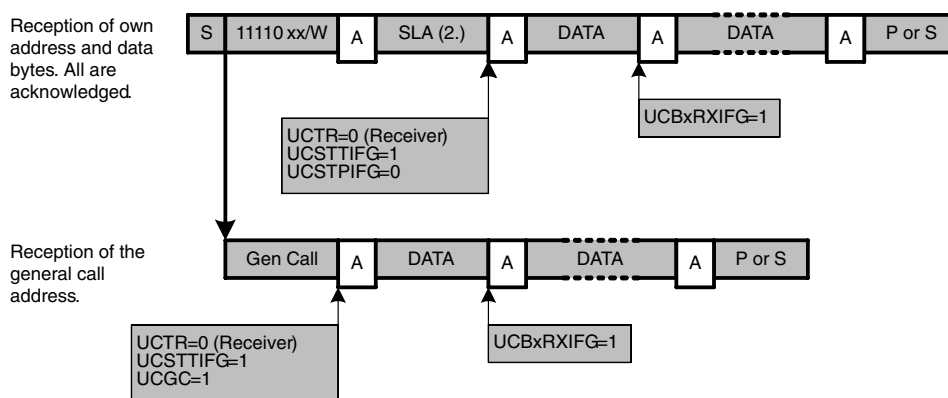 Reception of own
address and data
bytes. All are
acknowledged.
S 11110 xx/W A SLA (2.) A DATA A DATA A P or S
UCTR=0 (Receiver)
UCSTTIFG=1
UCSTPIFG=0
UCBxRXIFG=1
Reception of the
general call
address.
Gen Call A DATA A DATA A P or S
UCTR=0 (Receiver)
UCSTTIFG=1
UCGC=1
UCBxRXIFG=1